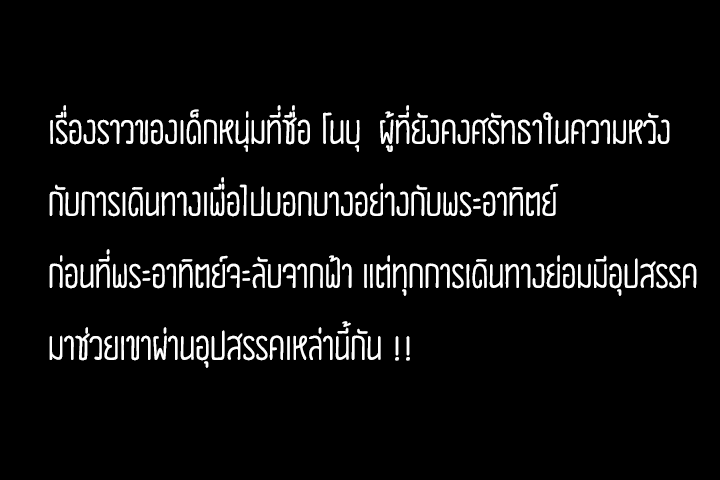 เรื่องราวของเด็กหนุ่มที่ชื่อ โนบุ ผู้ที่ยังคงศรัทธาในความหวัง
กับการเดินทางเพื่อไปบอกบางอย่างกับพระอาทิตย์
ก่อนที่พระอาทิตย์จะลับจากฟ้า แต่ทุกการเดินทางย่อมมีอุปสรรค
มาช่วยเขาผ่านอุปสรรคเหล่านี้กัน !!